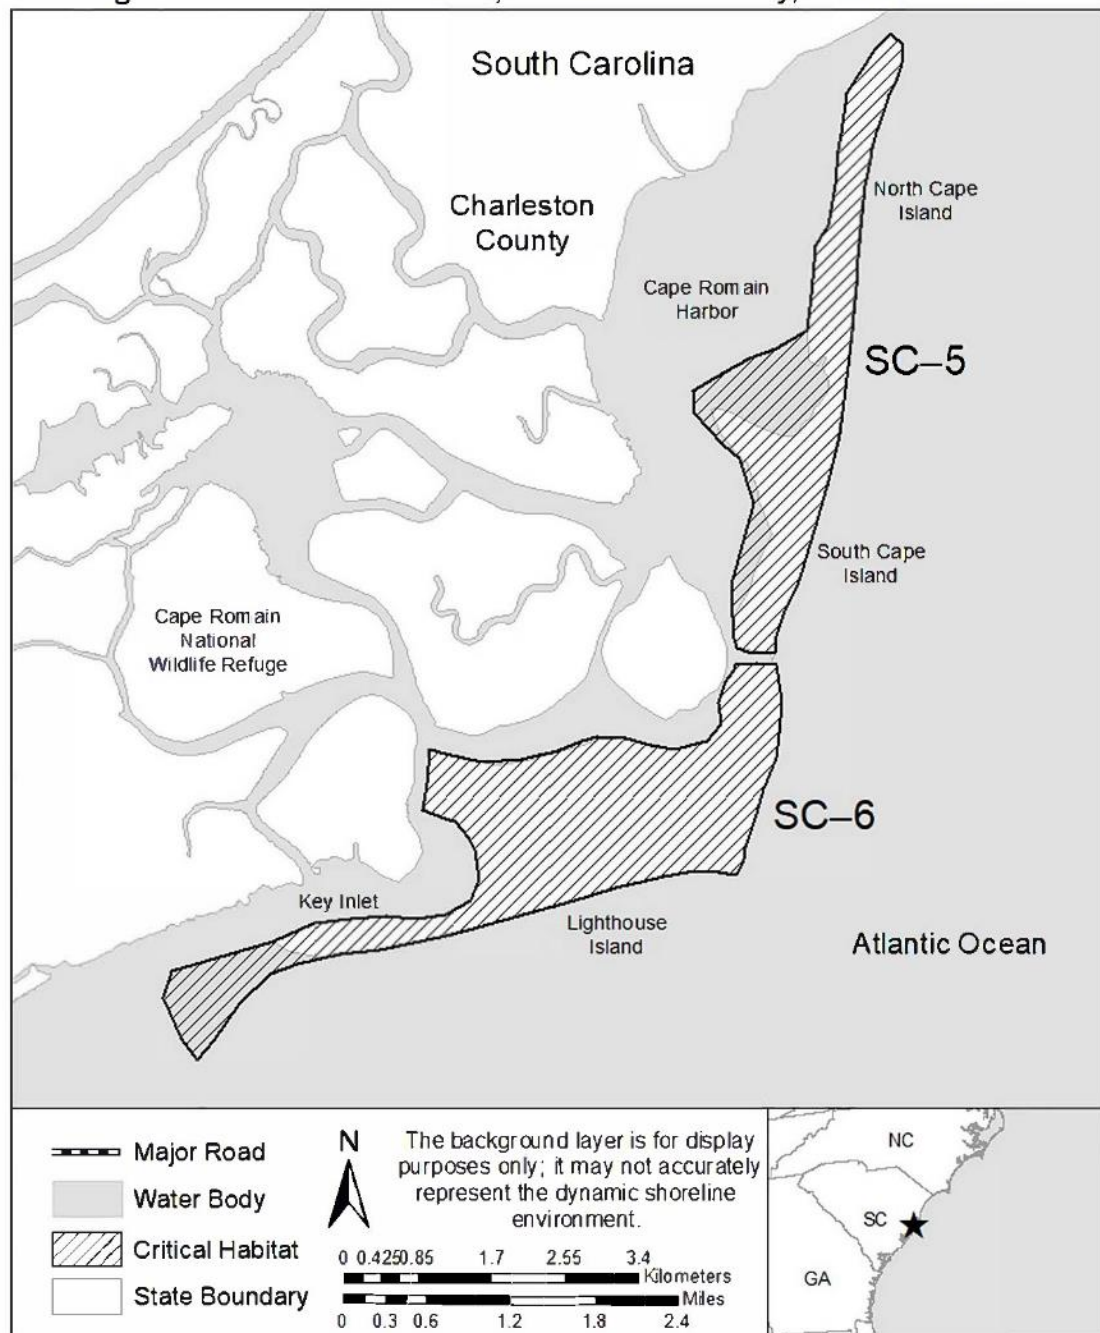 South Carolina
Charleston
County
North Cape
Island
Cape Romain
Harbor
SC–5
South Cape
Island
Cape Romain
National
Wildlife Refuge
SC–6
Key Inlet
Lighthouse
Island
Atlantic Ocean
Major Road
Water Body
Critical Habitat
State Boundary
N
The background layer is for display
purposes only; it may not accurately
represent the dynamic shoreline
environment.
0 0.425 0.85 1.7 2.55 3.4
Kilometers
Miles
0 0.3 0.6 1.2 1.8 2.4
NC
SC
GA